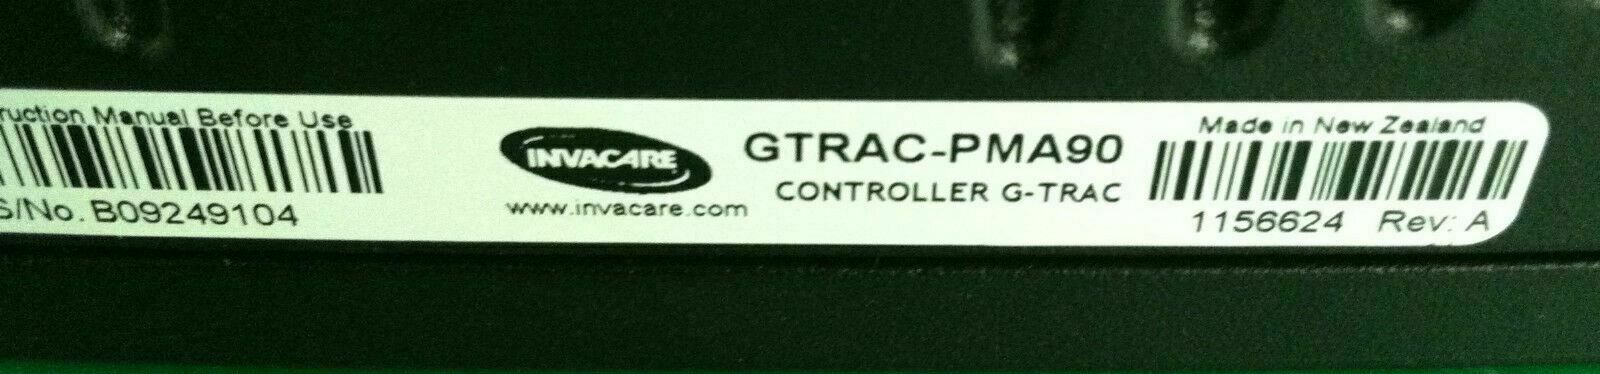 ruction Manual Before Use
S/No. B09249104
INVACARE
www.invacare.com
GTRAC-PMA90
CONTROLLER G-TRAC
Made in New Zealand
1156624 Rev: A